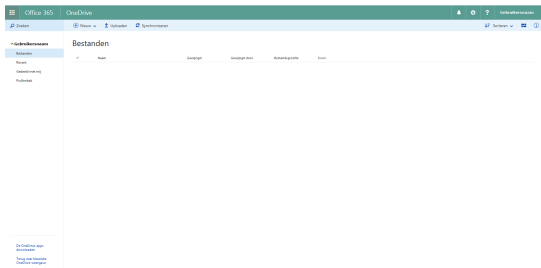 Office 365
OneDrive
?
Gebruikersnaam
Zoeken
Nieuw
Uploaden
Synchroniseren
Sorteren
Gebruikersnaam
Bestanden
Recent
Gedeeld met mij
Prullenbak
Bestanden
Naam
Gewijzigd
Gewijzigd door
Bestandsgrootte
De OneDrive-apps
downloaden
Terug naar klassieke
OneDrive-weergave